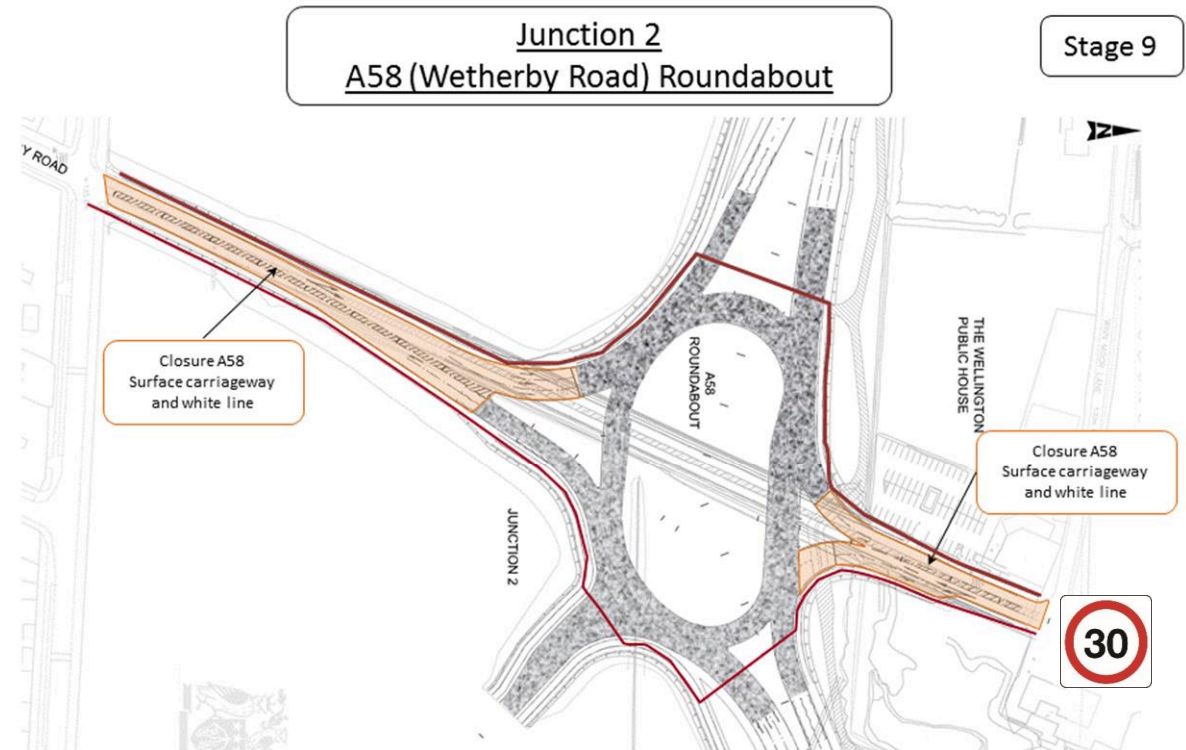 Junction 2
A58 (Wetherby Road) Roundabout
Stage 9
N
Y ROAD
A58
ROUNDABOUT
THE WELLINGTON
PUBLIC HOUSE
Closure A58
Surface carriageway
and white line
Closure A58
Surface carriageway
and white line
JUNCTION 2
30